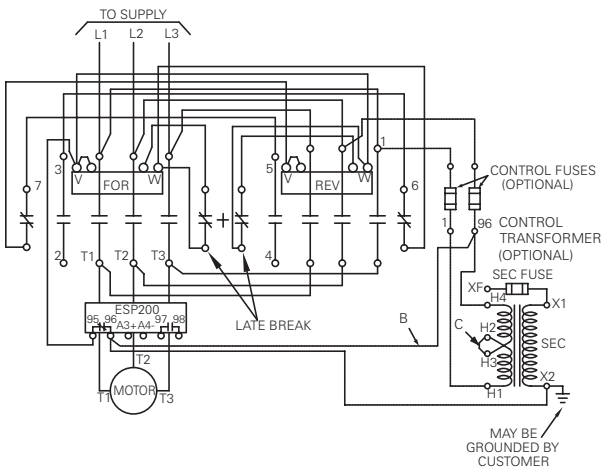 TO SUPPLY
L1 L2 L3
1
3 V FOR W 5 V REV W
7 6
CONTROL FUSES
(OPTIONAL)
1 96
CONTROL
TRANSFORMER
(OPTIONAL)
2 T1 T2 T3 4
SEC FUSE
XF
H4 X1
ESP200
95 96 A3+ A4- 97 98
LATE BREAK
B
C
H2
H3
SEC
T2
H1 X2
T1 MOTOR T3
MAY BE
GROUNDED BY
CUSTOMER